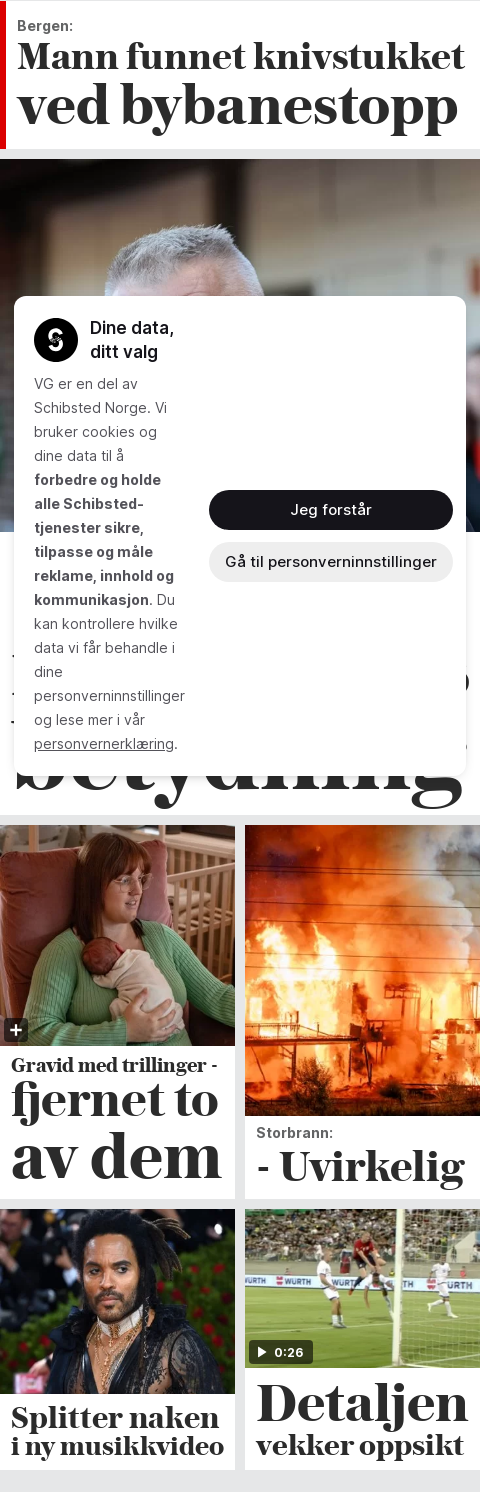 Bergen:
Mann funnet knivstukket
ved bybanestopp
Dine data,
ditt valg
VG er en del av
Schibsted Norge. Vi
bruker cookies og
dine data til å
forbedre og holde
alle Schibsted-
tjenester sikre,
tilpasse og måle
reklame, innhold og
kommunikasjon. Du
kan kontrollere hvilke
data vi får behandle i
dine
personverninnstillinger
og lese mer i vår
personvernerklæring.
Jeg forstår
Gå til personverninnstillinger
betydning
Gravid med trillinger -
fjernet to
av dem
Storbrann:
- Uvirkelig
WÜRTH
WÜRTH
WÜRTH
0:26
Splitter naken
i ny musikkvideo
Detaljen
vekker oppsikt